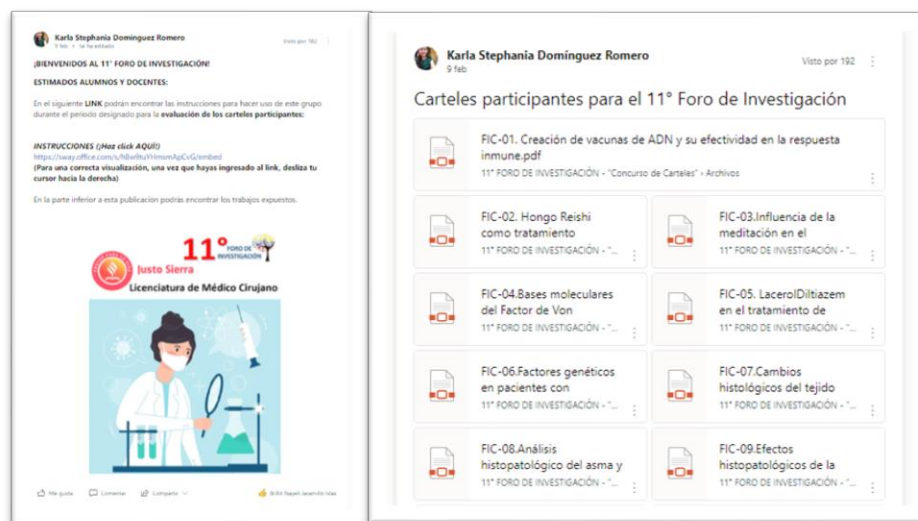 Karla Stephania Domínguez Romero
9 feb • Se ha editado
Visto por 192
¡BIENVENIDOS AL 11° FORO DE INVESTIGACIÓN!
ESTIMADOS ALUMNOS Y DOCENTES:
En el siguiente LINK podrán encontrar las instrucciones para hacer uso de este grupo
durante el periodo designado para la evaluación de los carteles participantes:
INSTRUCCIONES (¡Haz click AQUÍ!)
(Para una correcta visualización, una vez que hayas ingresado al link, desliza tu
cursor hacia la derecha)
En la parte inferior a esta publicación podrás encontrar los trabajos expuestos.
11° FORO DE
INVESTIGACIÓN
Justo Sierra
Licenciatura de Médico Cirujano
Me gusta
Comentar
Compartir
Karla Stephania Domínguez Romero
9 feb
Visto por 192
Carteles participantes para el 11° Foro de Investigación
FIC-01. Creación de vacunas de ADN y su efectividad en la respuesta
inmune.pdf
11° FORO DE INVESTIGACIÓN - "Concurso de Carteles" › Archivos
FIC-02. Hongo Reishi
como tratamiento
11° FORO DE INVESTIGACIÓN - "...
FIC-03.Influencia de la
meditación en el
11° FORO DE INVESTIGACIÓN - "...
FIC-04.Bases moleculares
del Factor de Von
11° FORO DE INVESTIGACIÓN - "...
FIC-05. LacerolDiltiazem
en el tratamiento de
11° FORO DE INVESTIGACIÓN - "...
FIC-06.Factores genéticos
en pacientes con
11° FORO DE INVESTIGACIÓN - "...
FIC-07.Cambios
histológicos del tejido
11° FORO DE INVESTIGACIÓN - "...
FIC-08.Análisis
histopatológico del asma y
11° FORO DE INVESTIGACIÓN - "...
FIC-09.Efectos
histopatológicos de la
11° FORO DE INVESTIGACIÓN - "...